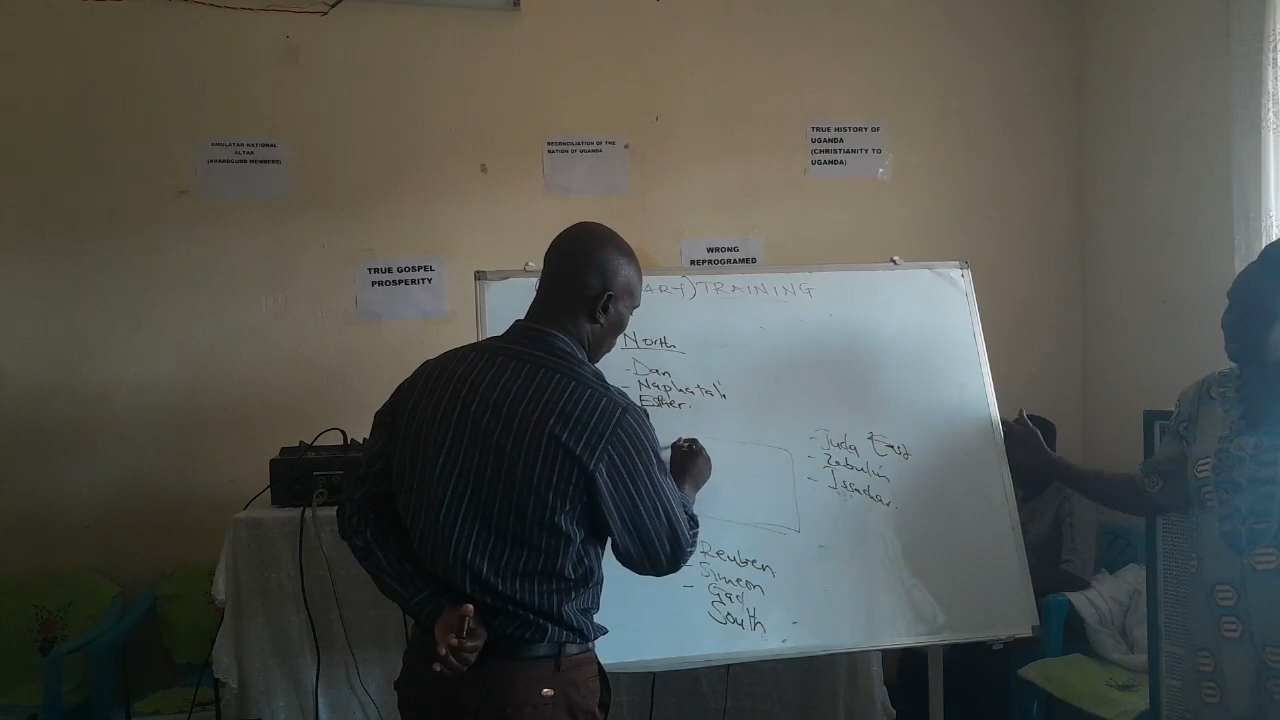 AMULATAR NATIONAL
ALTAR
(AVARDGURD MEMBERS)
RECONCILIATION OF THE
NATION OF UGANDA
TRUE HISTORY OF
UGANDA
(CHRISTIANITY TO
UGANDA)
TRUE GOSPEL
PROSPERITY
WRONG
REPROGRAMED
TRAINING
North
- Dan
- Naphatali
Esther.
- Juda East
- Zebulin
- Issachar.
Reuben
- Simeon
- Gad
South